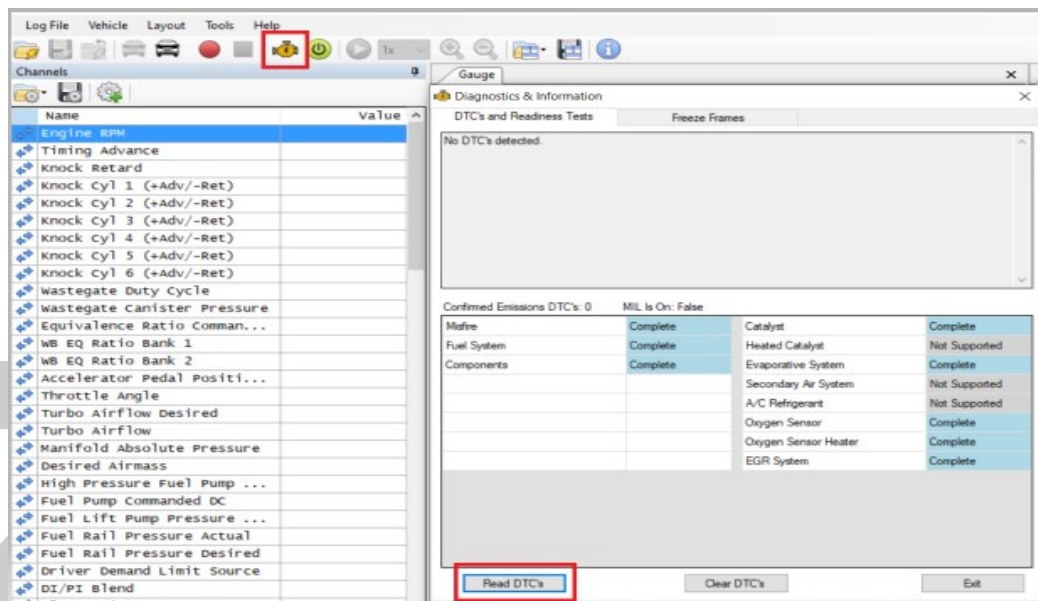 Log File Vehicle Layout Tools Help
1x
Channels
Gauge
Diagnostics & Information
DTC's and Readiness Tests Freeze Frames
No DTC's detected.
Name Value
Engine RPM
Timing Advance
Knock Retard
Knock Cyl 1 (+Adv/-Ret)
Knock Cyl 2 (+Adv/-Ret)
Knock Cyl 3 (+Adv/-Ret)
Knock Cyl 4 (+Adv/-Ret)
Knock Cyl 5 (+Adv/-Ret)
Knock Cyl 6 (+Adv/-Ret)
Wastegate Duty Cycle
Wastegate Canister Pressure
Equivalence Ratio Comman...
WB EQ Ratio Bank 1
WB EQ Ratio Bank 2
Accelerator Pedal Positi...
Throttle Angle
Turbo Airflow Desired
Turbo Airflow
Manifold Absolute Pressure
Desired Airmass
High Pressure Fuel Pump ...
Fuel Pump Commanded DC
Fuel Lift Pump Pressure ...
Fuel Rail Pressure Actual
Fuel Rail Pressure Desired
Driver Demand Limit Source
DI/PI Blend
Confirmed Emissions DTC's: 0 MIL Is On: False
Misfire Complete Catalyst Complete
Fuel System Complete Heated Catalyst Not Supported
Components Complete Evaporative System Complete
Secondary Air System Not Supported
A/C Refrigerant Not Supported
Oxygen Sensor Complete
Oxygen Sensor Heater Complete
EGR System Complete
Read DTC's Clear DTC's Exit